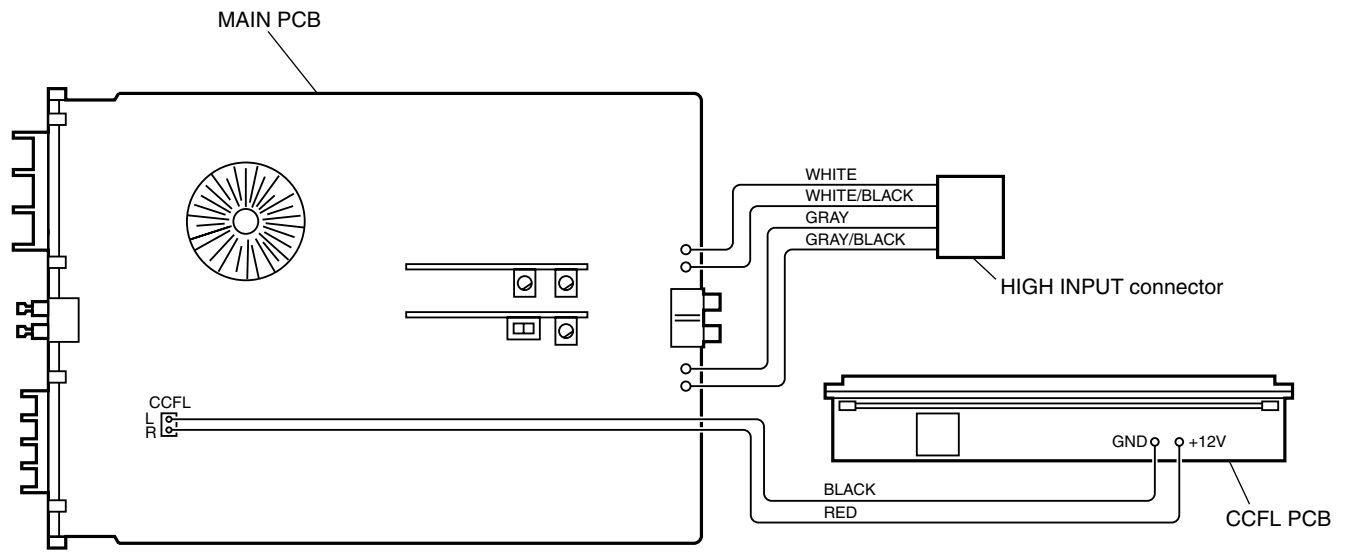 MAIN PCB
WHITE
WHITE/BLACK
GRAY
GRAY/BLACK
HIGH INPUT connector
CCFL
L
R
GND
+12V
BLACK
RED
CCFL PCB